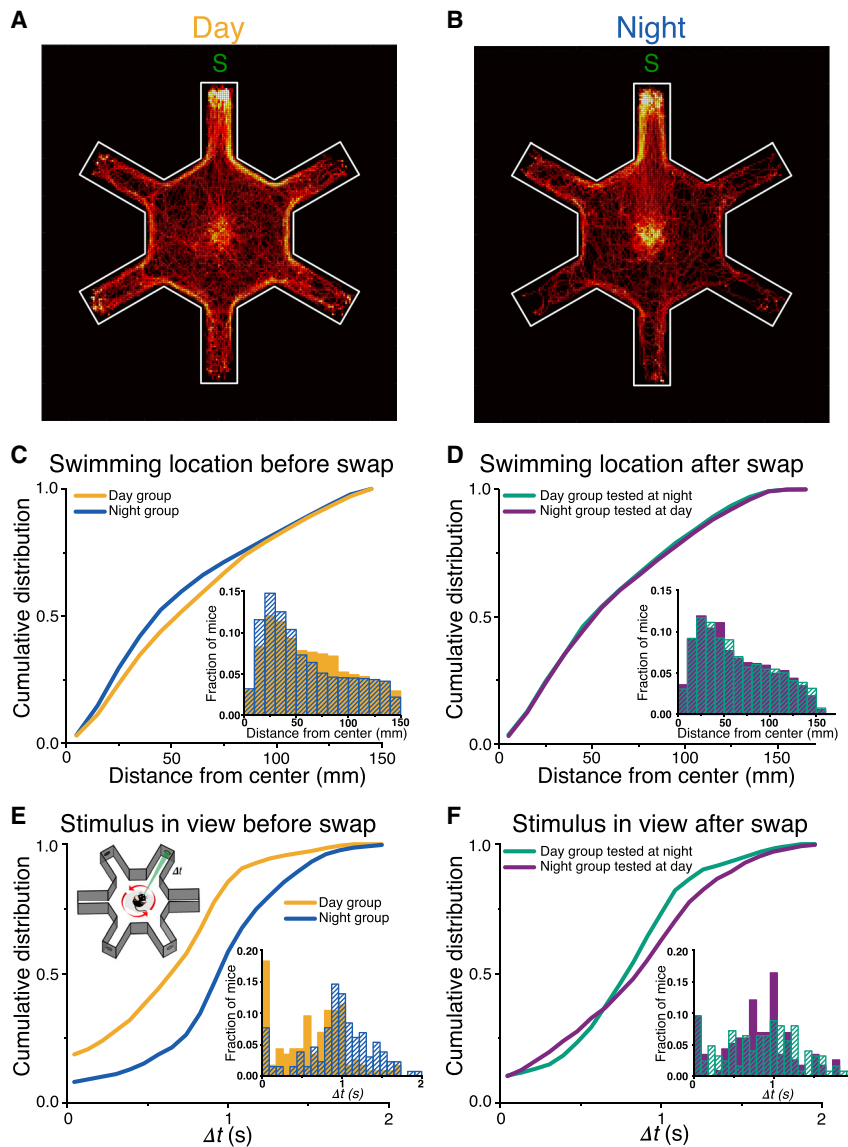 A
Day
S
B
Night
S
C
Swimming location before swap
Cumulative distribution
1.0
0.5
0.0
Day group
Night group
Fraction of mice
0.15
0.10
0.05
0.00
0 50 100 150
Distance from center (mm)
0 50 100 150
Distance from center (mm)
D
Swimming location after swap
Cumulative distribution
1.0
0.5
0.0
Day group tested at night
Night group tested at day
Fraction of mice
0.15
0.10
0.05
0.00
0 50 100 150
Distance from center (mm)
0 50 100 150
Distance from center (mm)
E
Stimulus in view before swap
Cumulative distribution
1.0
0.5
0.0
Δt
Day group
Night group
Fraction of mice
0.20
0.15
0.10
0.05
0.00
0 1 2
Δt (s)
0 1 2
Δt (s)
F
Stimulus in view after swap
Cumulative distribution
1.0
0.5
0.0
Day group tested at night
Night group tested at day
Fraction of mice
0.20
0.15
0.10
0.05
0.00
0 1
Δt (s)
0 1 2
Δt (s)